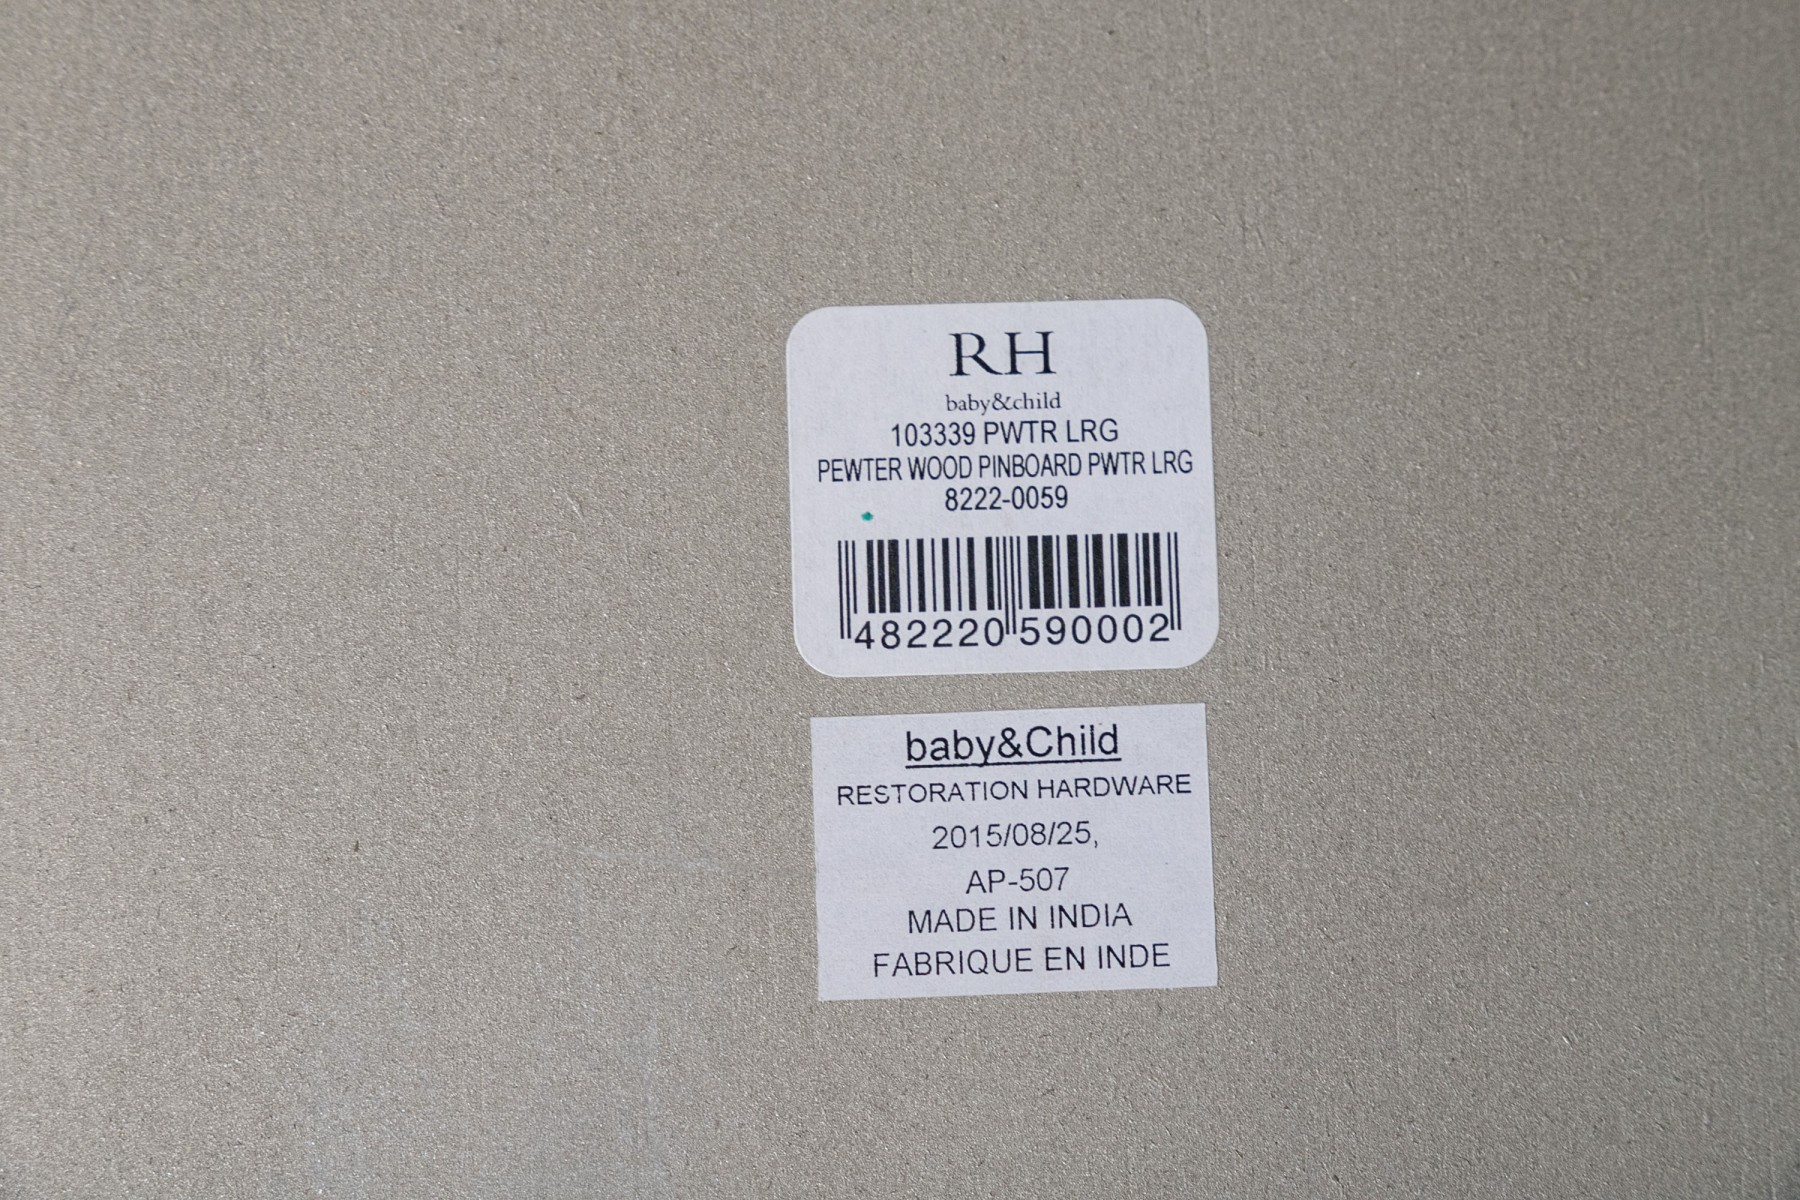 RH
baby&child
103339 PWTR LRG
PEWTER WOOD PINBOARD PWTR LRG
8222-0059
482220 590002
baby&Child
RESTORATION HARDWARE
2015/08/25,
AP-507
MADE IN INDIA
FABRIQUE EN INDE